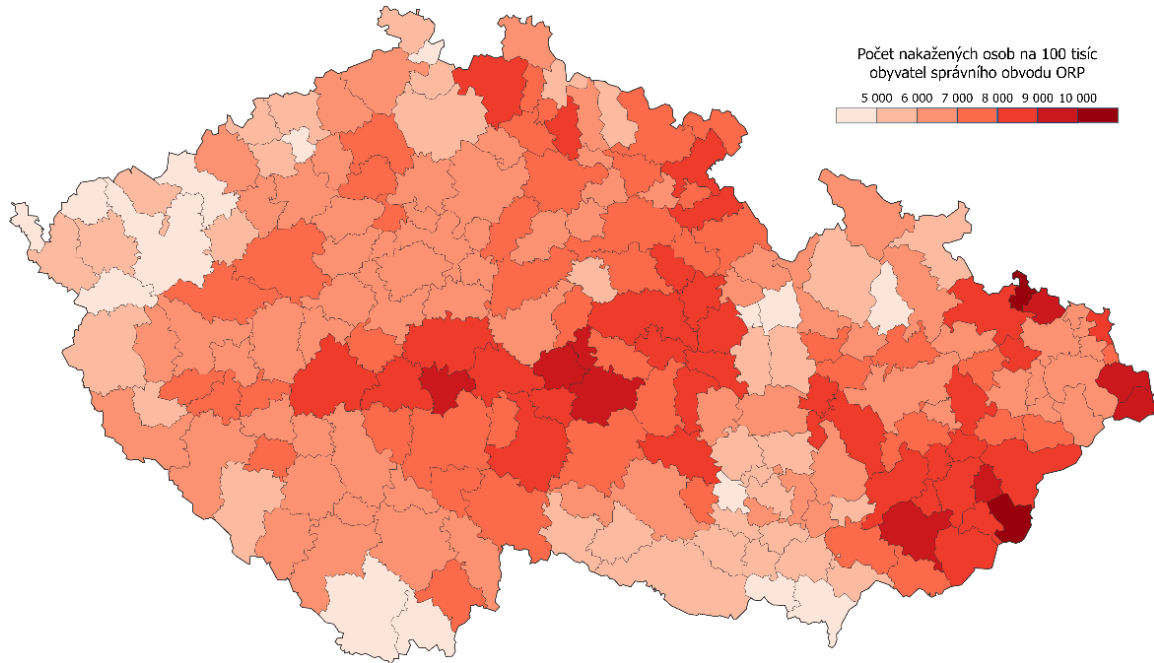 Počet nakažených osob na 100 tisíc
obyvatel správního obvodu ORP
5 000 6 000 7 000 8 000 9 000 10 000